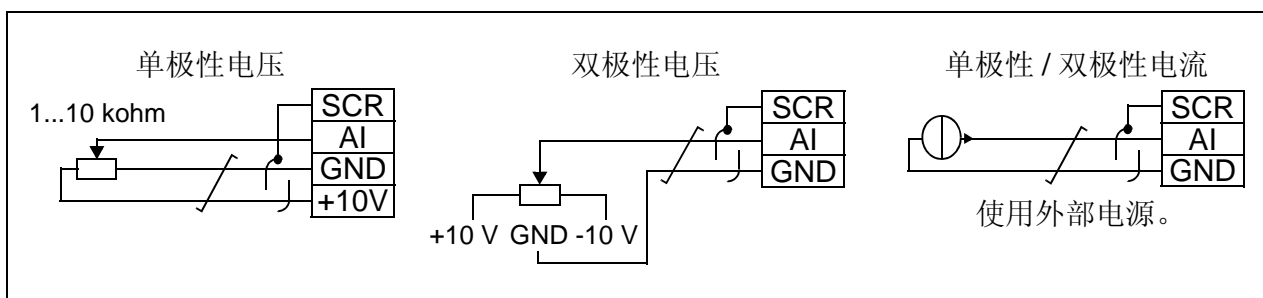 单极性电压
1...10 kohm
SCR
AI
GND
+10V
双极性电压
SCR
AI
GND
+10 V GND -10 V
单极性 / 双极性电流
SCR
AI
GND
使用外部电源。